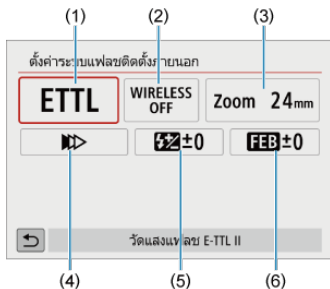 (1) (2) (3)
ตั้งค่าระบบแฟลชติดตั้งภายนอก
ETTL WIRELESS OFF Zoom 24mm
±0 FEB±0
วัดแสงแฟลช E-TTL II
(4) (5) (6)